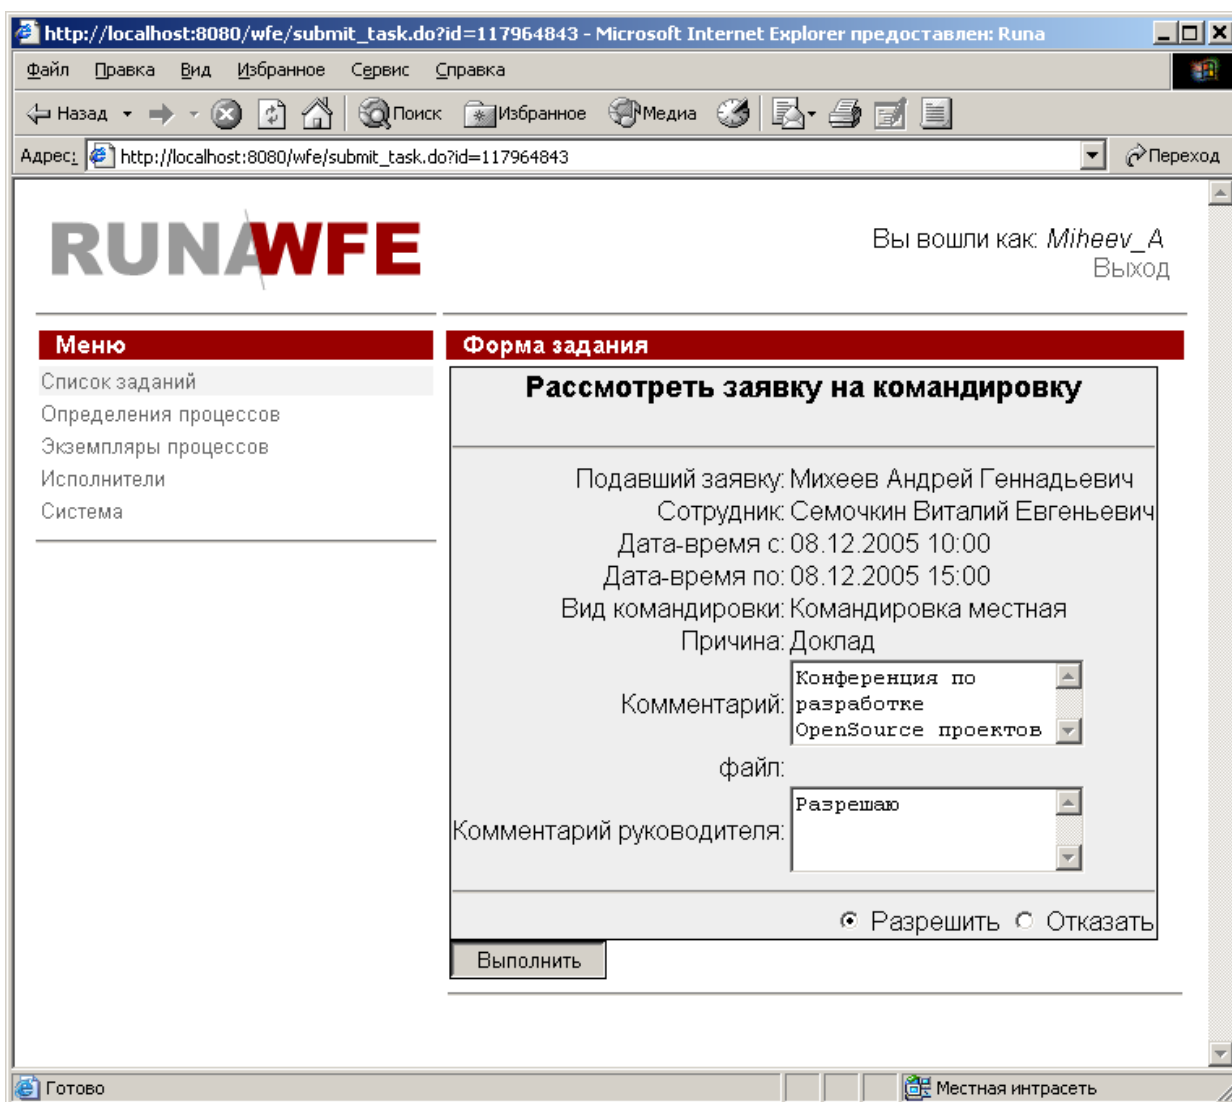 http://localhost:8080/wfe/submit_task.do?id=117964843 - Microsoft Internet Explorer предоставлен: Runa
Файл Правка Вид Избранное Сервис Справка
Назад Поиск Избранное Медиа
Адрес: http://localhost:8080/wfe/submit_task.do?id=117964843 Переход
RUNAWFE
Вы вошли как: Miheev_A
Выход
Меню
Список заданий
Определения процессов
Экземпляры процессов
Исполнители
Система
Форма задания
Рассмотреть заявку на командировку
Подавший заявку: Михеев Андрей Геннадьевич
Сотрудник: Семочкин Виталий Евгеньевич
Дата-время с: 08.12.2005 10:00
Дата-время по: 08.12.2005 15:00
Вид командировки: Командировка местная
Причина: Доклад
Комментарий: Конференция по
разработке
OpenSource проектов
файл:
Комментарий руководителя: Разрешаю
Разрешить Отказать
Выполнить
Готово Местная интрасеть